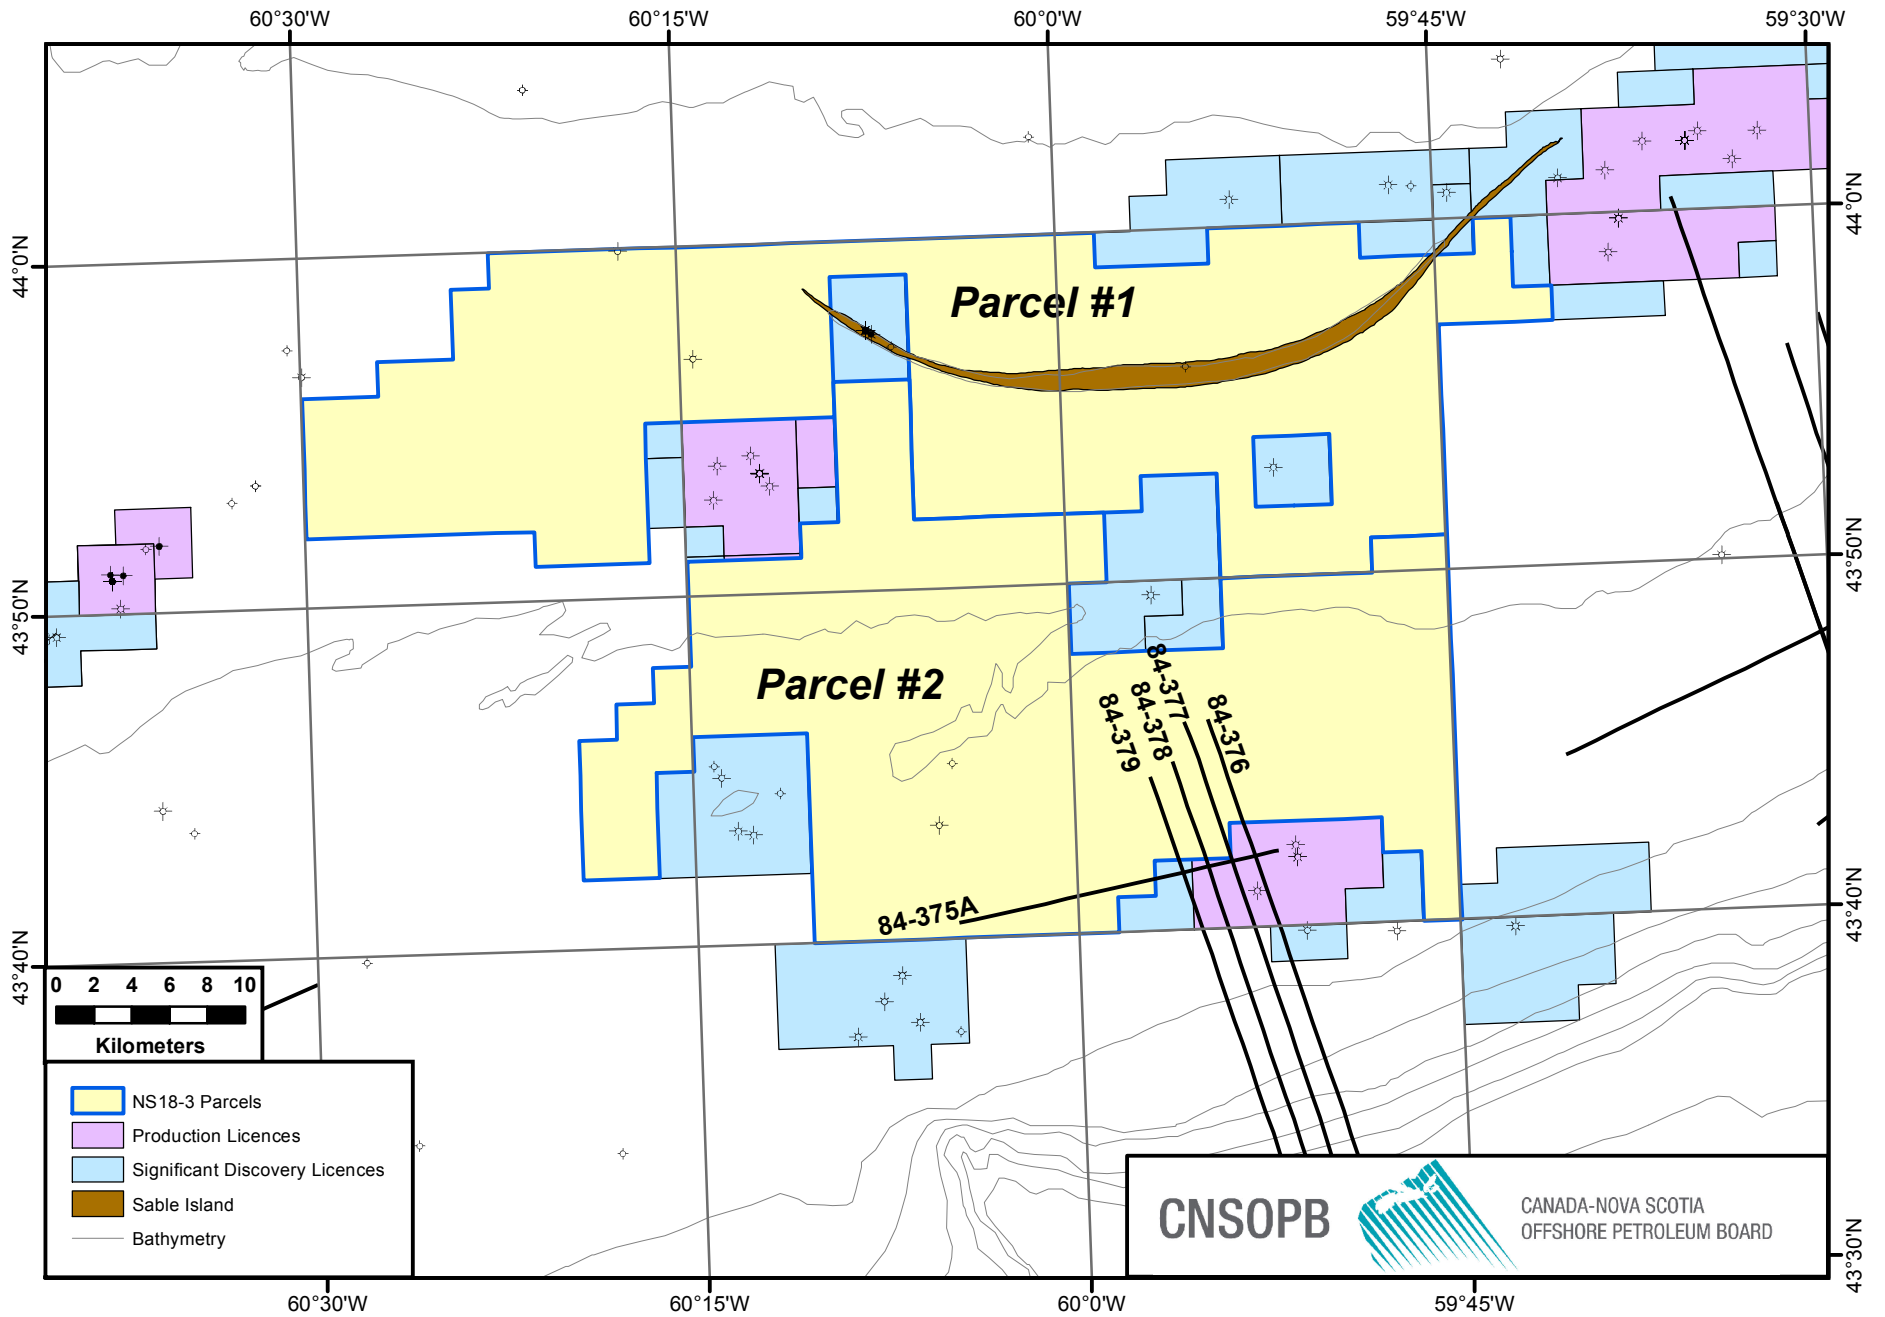 60°30'W
60°15'W
60°0'W
59°45'W
59°30'W
44°0'N
44°0'N
Parcel #1
43°50'N
43°50'N
Parcel #2
84-379
84-378
84-377
84-376
84-375A
43°40'N
43°40'N
0 2 4 6 8 10
Kilometers
NS18-3 Parcels
Production Licences
Significant Discovery Licences
Sable Island
Bathymetry
CNSOPB
CANADA-NOVA SCOTIA
OFFSHORE PETROLEUM BOARD
43°30'N
60°30'W
60°15'W
60°0'W
59°45'W